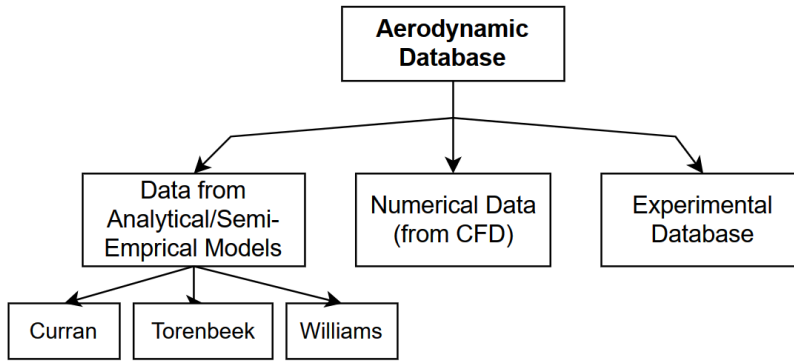 Aerodynamic
Database
Data from
Analytical/Semi-
Emprical Models
Numerical Data
(from CFD)
Experimental
Database
Curran
Torenbeek
Williams